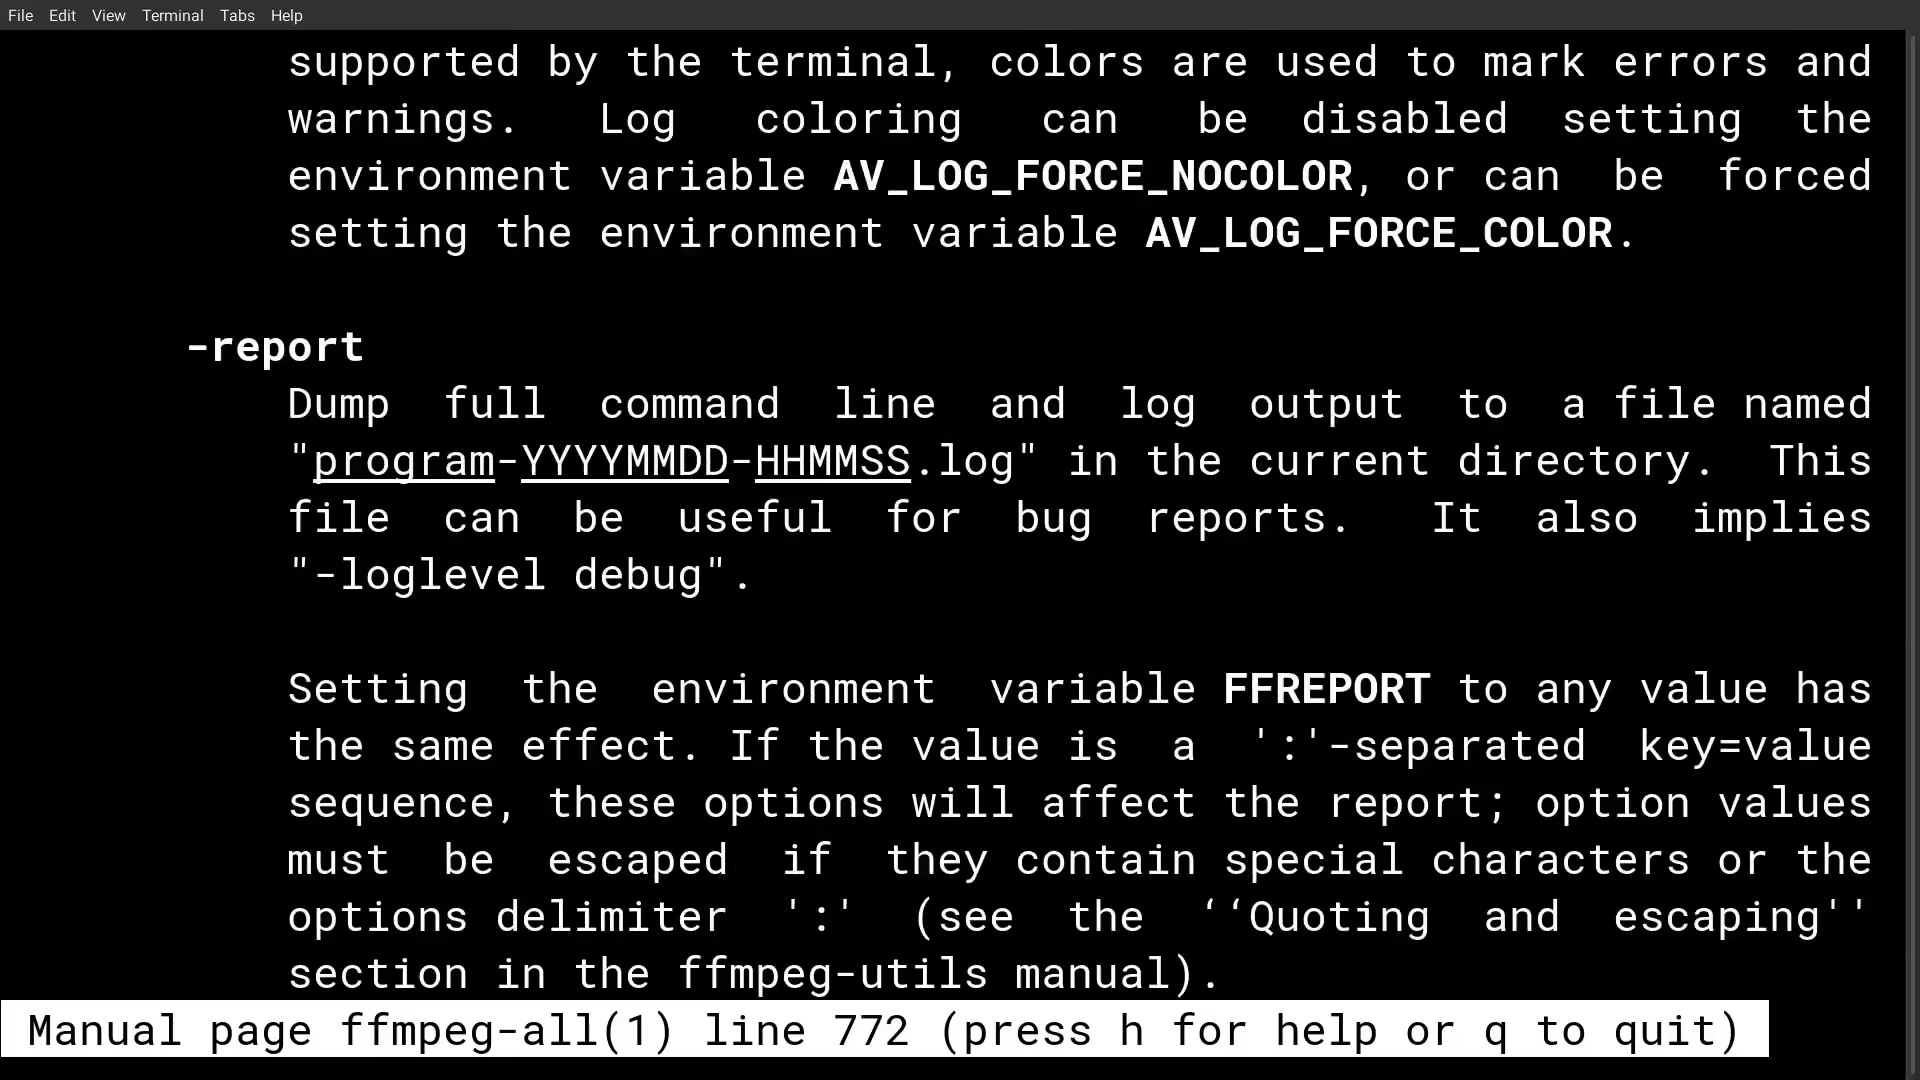 File Edit View Terminal Tabs Help
supported by the terminal, colors are used to mark errors and
warnings. Log coloring can be disabled setting the
environment variable AV_LOG_FORCE_NOCOLOR, or can be forced
setting the environment variable AV_LOG_FORCE_COLOR.
-report
Dump full command line and log output to a file named
"program-YYYYMMDD-HHMMSS.log" in the current directory. This
file can be useful for bug reports. It also implies
"-loglevel debug".
Setting the environment variable FFREPORT to any value has
the same effect. If the value is a ':'-separated key=value
sequence, these options will affect the report; option values
must be escaped if they contain special characters or the
options delimiter ':' (see the ‘‘Quoting and escaping''
section in the ffmpeg-utils manual).
Manual page ffmpeg-all(1) line 772 (press h for help or q to quit)